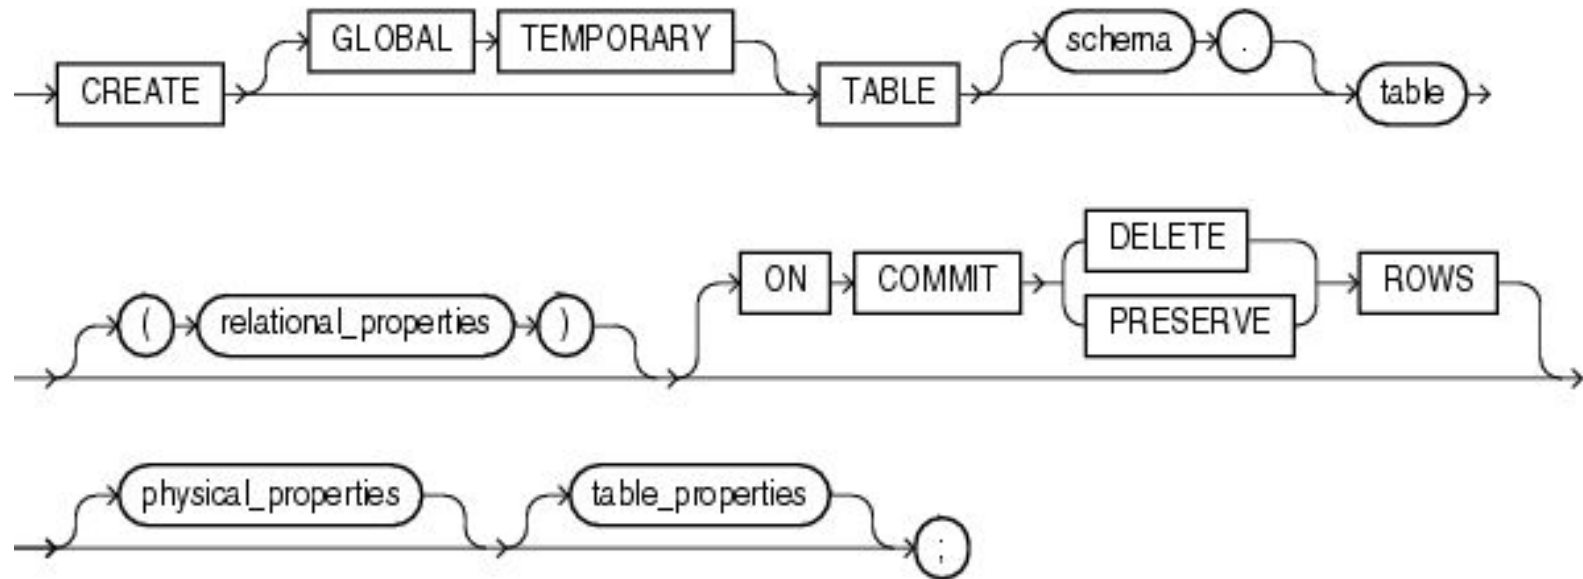 GLOBAL TEMPORARY schema .
CREATE TABLE table
DELETE
ON COMMIT ROWS
( relational_properties ) PRESERVE
physical_properties table_properties
;